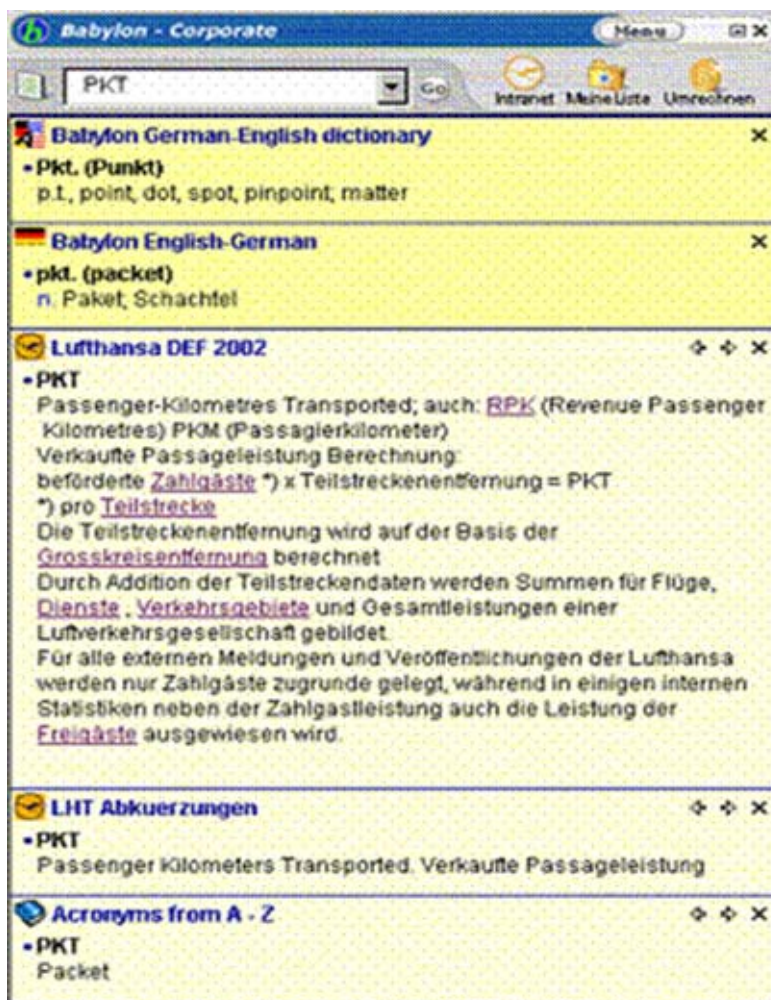 Babylon - Corporate
Menu
PKT
Go
Intranet Meine Liste Umrechnen
Babylon German-English dictionary
Pkt. (Punkt)
p.t., point, dot, spot, pinpoint; matter
Babylon English-German
pkt. (packet)
n. Paket, Schachtel
Lufthansa DEF 2002
PKT
Passenger-Kilometres Transported; auch: RPK (Revenue Passenger
Kilometres) PKM (Passagierkilometer)
Verkaufte Passageleistung Berechnung:
beförderte Zahlgäste *) x Teilstreckenentfernung = PKT
*) pro Teilstrecke
Die Teilstreckenentfernung wird auf der Basis der
Grosskreisentfernung berechnet
Durch Addition der Teilstreckendaten werden Summen für Flüge,
Dienste , Verkehrsgebiete und Gesamtleistungen einer
Luftverkehrsgesellschaft gebildet.
Für alle externen Meldungen und Veröffentlichungen der Lufthansa
werden nur Zahlgäste zugrunde gelegt, während in einigen internen
Statistiken neben der Zahlgastleistung auch die Leistung der
Freigäste ausgewiesen wird.
LHT Abkuerzungen
PKT
Passenger Kilometers Transported. Verkaufte Passageleistung
Acronyms from A - Z
PKT
Packet